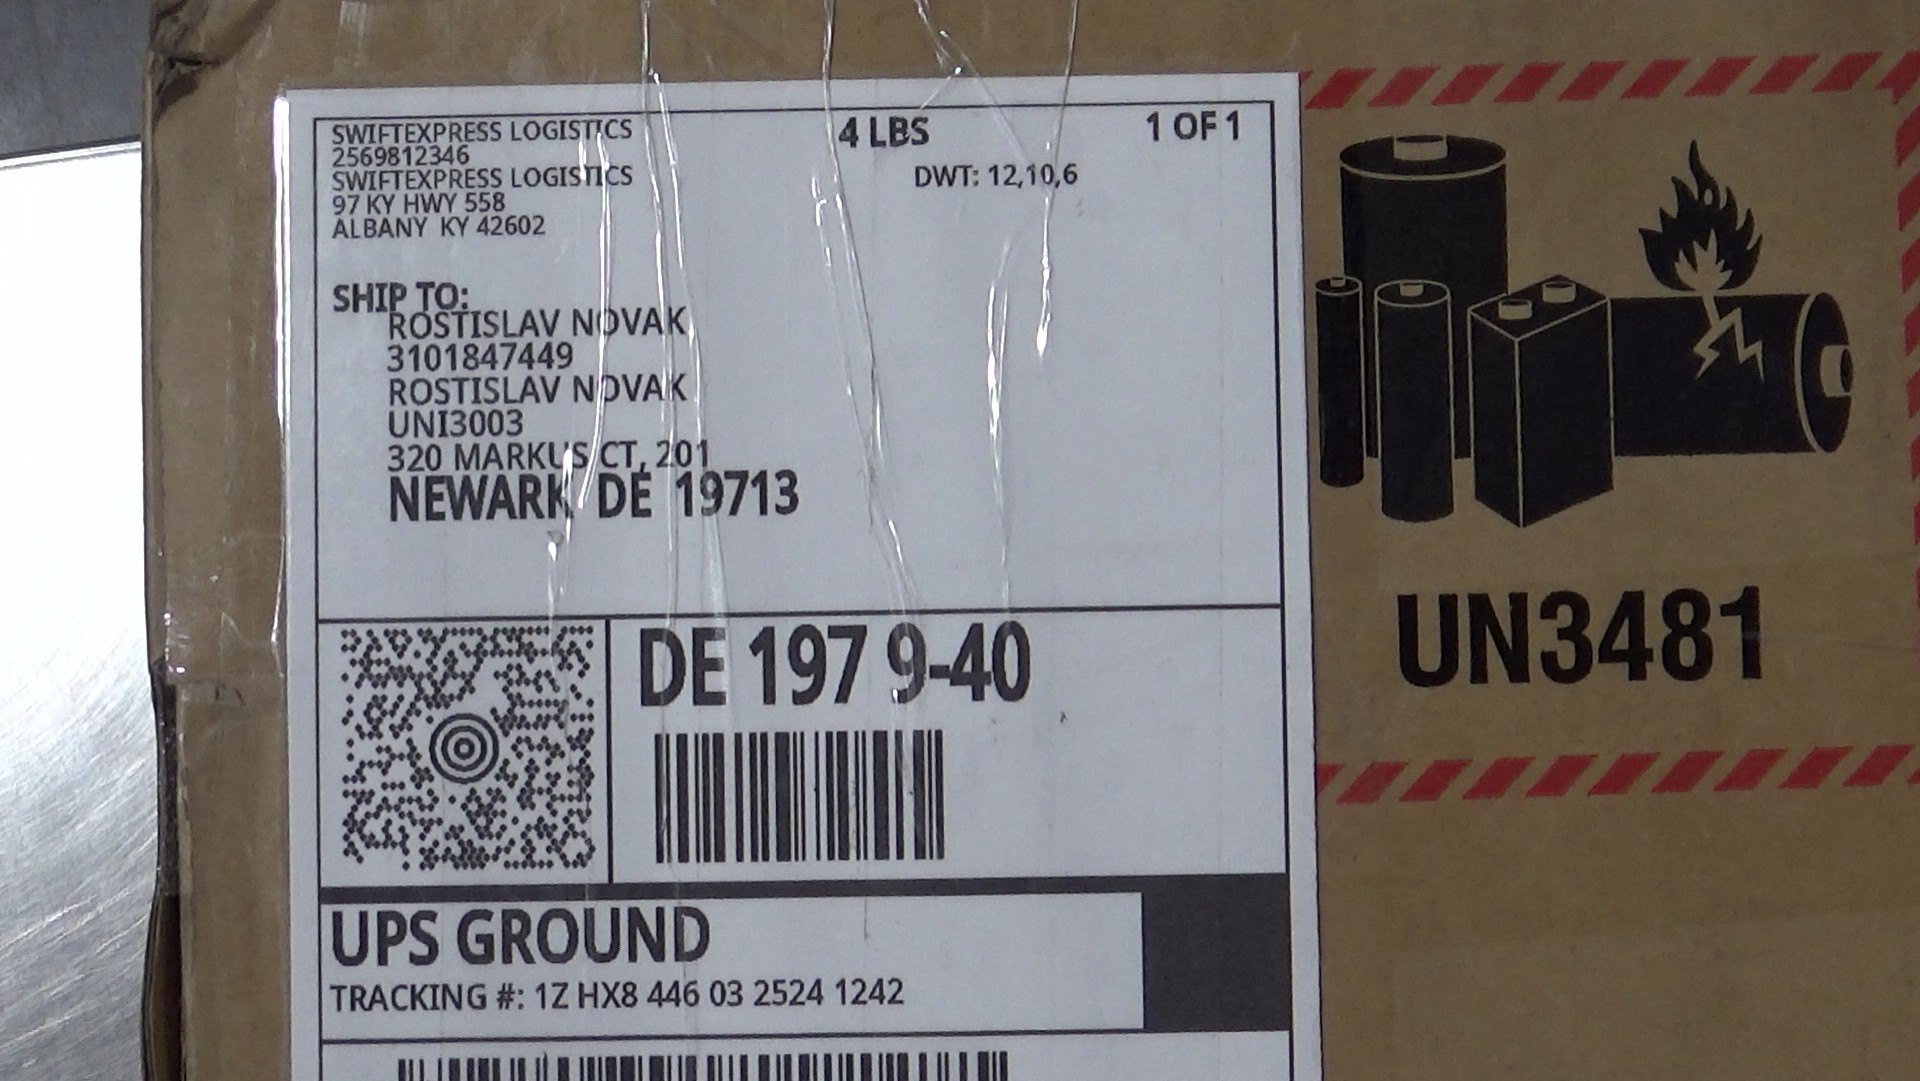 SWIFTEXPRESS LOGISTICS
2569812346
SWIFTEXPRESS LOGISTICS
97 KY HWY 558
ALBANY KY 42602
4 LBS
1 OF 1
DWT: 12,10,6
SHIP TO:
ROSTISLAV NOVAK
3101847449
ROSTISLAV NOVAK
UNI3003
320 MARKUS CT, 201
NEWARK DE 19713
DE 197 9-40
UPS GROUND
TRACKING #: 1Z HX8 446 03 2524 1242
UN3481